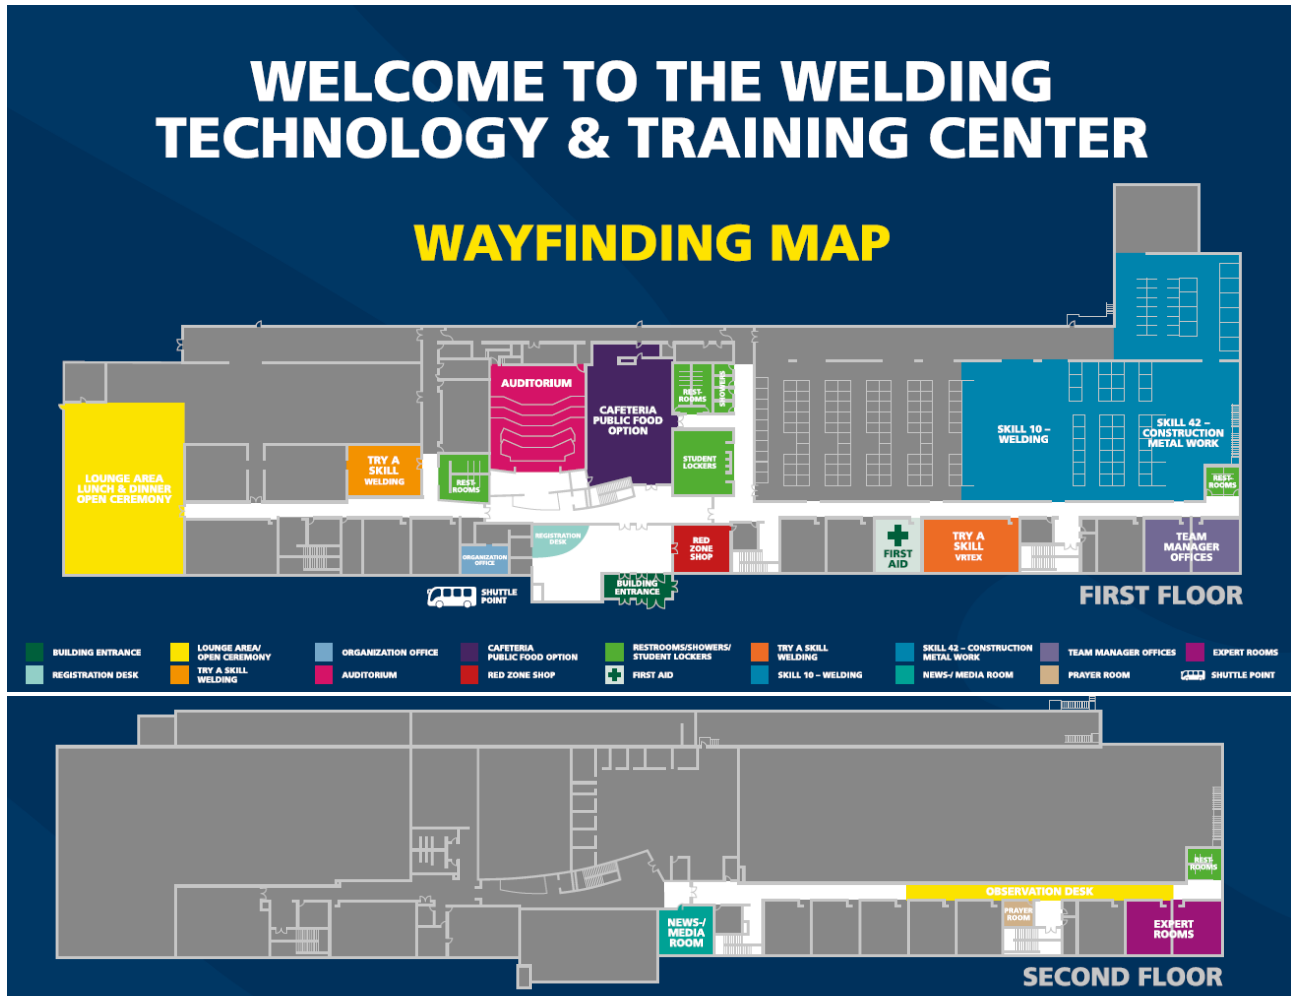 WELCOME TO THE WELDING
TECHNOLOGY & TRAINING CENTER
WAYFINDING MAP
AUDITORIUM
CAFETERIA
PUBLIC FOOD
OPTION
REST-
ROOMS
SHOWERS
STUDENT
LOCKERS
SKILL 10 –
WELDING
SKILL 42 –
CONSTRUCTION
METAL WORK
REST-
ROOMS
LOUNGE AREA
LUNCH & DINNER
OPEN CEREMONY
TRY A
SKILL
WELDING
REST-
ROOMS
REGISTRATION
DESK
ORGANIZATION
OFFICE
RED
ZONE
SHOP
FIRST
AID
TRY A
SKILL
VRTEX
TEAM
MANAGER
OFFICES
BUILDING
ENTRANCE
SHUTTLE
POINT
FIRST FLOOR
BUILDING ENTRANCE
REGISTRATION DESK
LOUNGE AREA/
OPEN CEREMONY
TRY A SKILL
WELDING
ORGANIZATION OFFICE
AUDITORIUM
CAFETERIA
PUBLIC FOOD OPTION
RED ZONE SHOP
RESTROOMS/SHOWERS/
STUDENT LOCKERS
FIRST AID
TRY A SKILL
WELDING
SKILL 10 – WELDING
SKILL 42 – CONSTRUCTION
METAL WORK
NEWS-/ MEDIA ROOM
TEAM MANAGER OFFICES
PRAYER ROOM
EXPERT ROOMS
SHUTTLE POINT
REST-
ROOMS
OBSERVATION DESK
NEWS-/
MEDIA
ROOM
PRAYER
ROOM
EXPERT
ROOMS
SECOND FLOOR